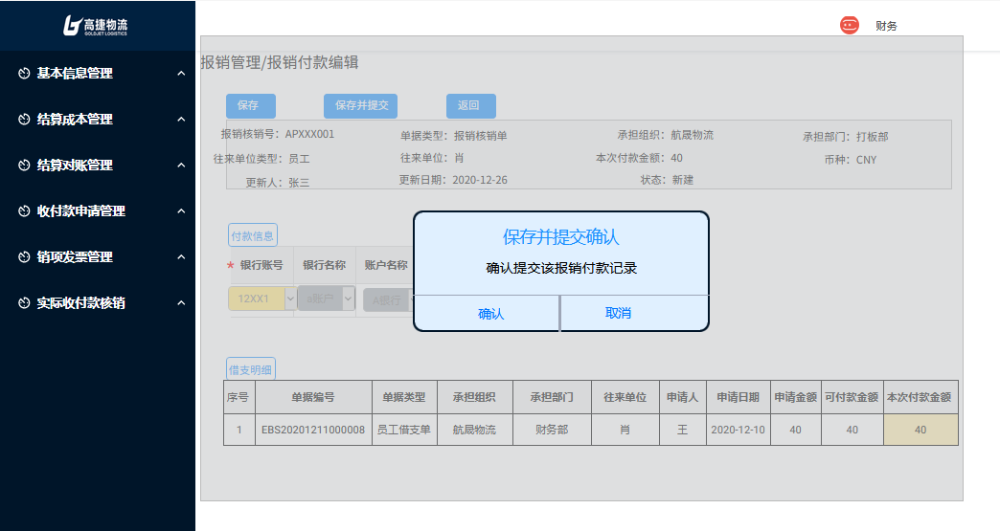 高捷物流
GOLDJET LOGISTICS
财务
基本信息管理
结算成本管理
结算对账管理
收付款申请管理
销项发票管理
实际收付款核销
报销管理/报销付款编辑
保存 保存并提交 返回
报销核销号：APXXX001 单据类型：报销核销单 承担组织：航晟物流 承担部门：打板部
往来单位类型：员工 往来单位：肖 本次付款金额：40 币种：CNY
更新人：张三 更新日期：2020-12-26 状态：新建
付款信息
* 银行账号 银行名称 账户名称
12XX1 a账户 A银行
保存并提交确认
确认提交该报销付款记录
确认 取消
借支明细
序号 单据编号 单据类型 承担组织 承担部门 往来单位 申请人 申请日期 申请金额 可付款金额 本次付款金额
1 EBS20201211000008 员工借支单 航晟物流 财务部 肖 王 2020-12-10 40 40 40